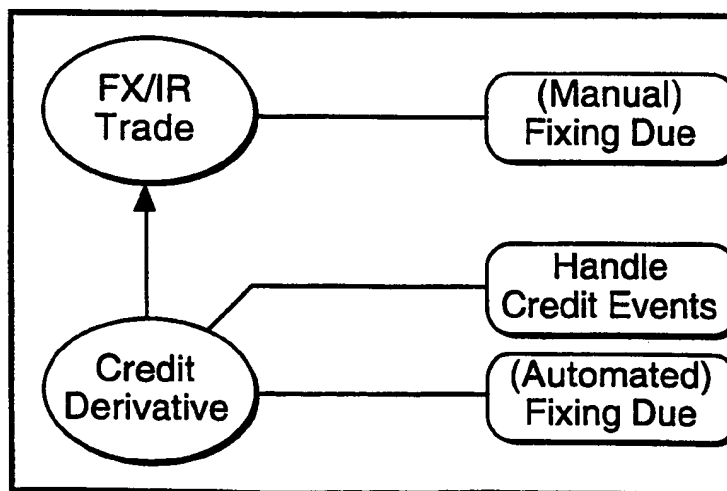 FX/IR
Trade
(Manual)
Fixing Due
Handle
Credit Events
Credit
Derivative
(Automated)
Fixing Due